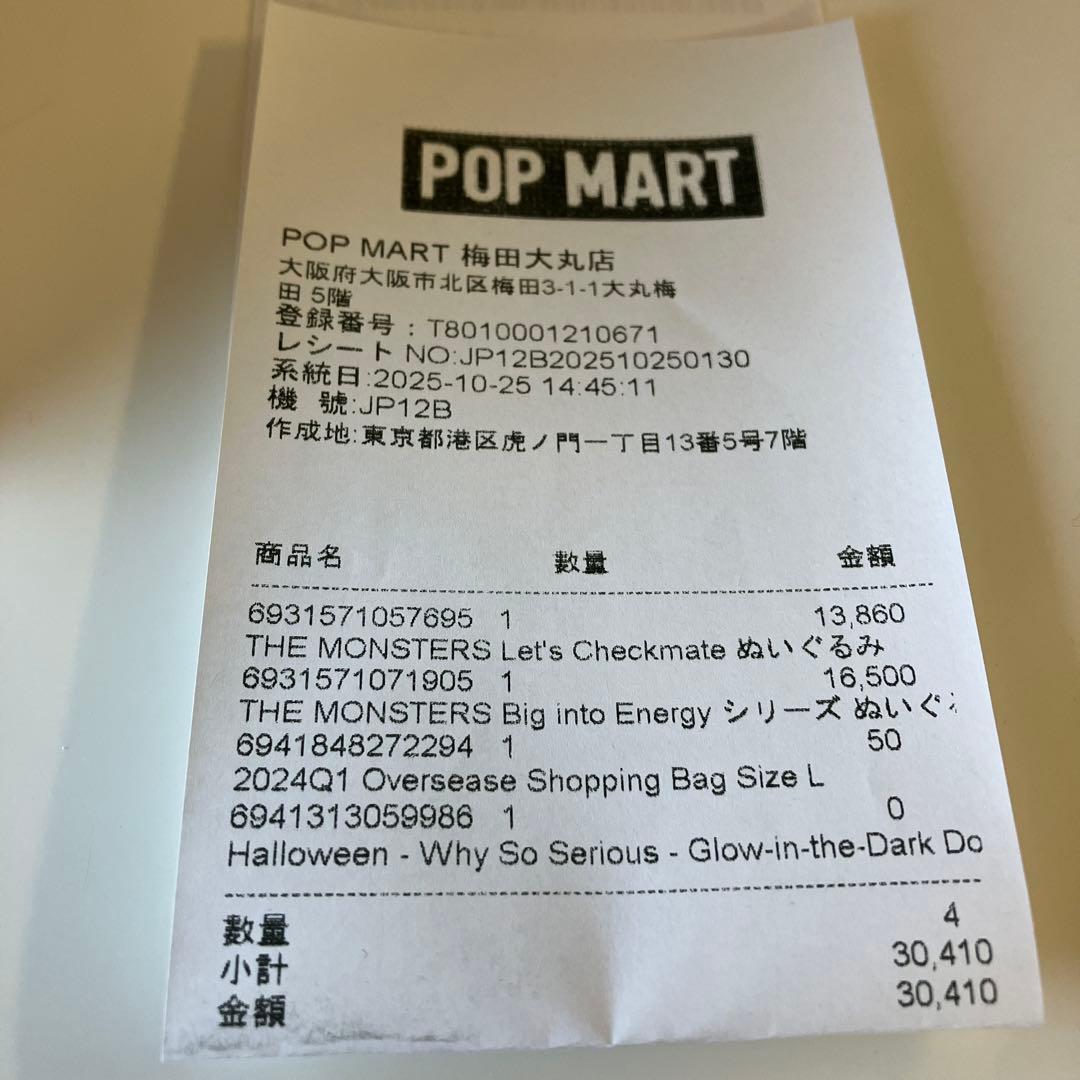 POP MART
POP MART 梅田大丸店
大阪府大阪市北区梅田3-1-1大丸梅
田 5階
登録番号 : T8010001210671
レシート NO:JP12B202510250130
系統日:2025-10-25 14:45:11
機 號:JP12B
作成地:東京都港区虎ノ門一丁目13番5号7階
商品名 數量 金額
6931571057695 1 13,860
THE MONSTERS Let's Checkmate ぬいぐるみ
6931571071905 1 16,500
THE MONSTERS Big into Energy シリーズ ぬいぐ
6941848272294 1 50
2024Q1 Oversease Shopping Bag Size L
6941313059986 1 0
Halloween - Why So Serious - Glow-in-the-Dark Do
數量 4
小計 30,410
金額 30,410